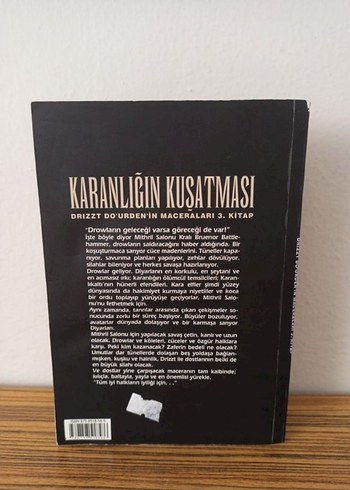 KARANLIĞIN KUŞATMASI
DRIZZT DO'URDEN'İN MACERALARI 3. KİTAP
"Drowların geleceği varsa göreceği de var!"
İşte böyle diyor Mithril Salonu Kralı Bruenor Battle-
hammer, drowların saldıracağını haber aldığında. Bir
koşuşturmaca sarıyor cüce madenlerini. Tüneller kapa-
nıyor, savunma planları yapılıyor, zırhlar dövülüyor,
silahlar bileniyor ve herkes savaşa hazırlanıyor.
Drowlar geliyor. Diyarların en korkulu, en şeytani ve
en acımasız ırkı; karanlığın ölümcül temsilcileri; Karan-
lıkaltı'nın hünerli efendileri. Kara elfler şimdi yüzey
dünyasında da hakimiyet kurmaya niyettiler ve koca
bir ordu toplayıp yürüyüşe geçiyorlar. Mithril Salo-
nu'nu fethetmek için.
Aynı zamanda, tanrılar arasında çıkan çekişmeler so-
nucunda zorlu bir süreç başlıyor. Büyüler bozuluyor,
avatarlar dünyada dolaşıyor ve bir karmaşa sarıyor
Diyarları.
Mithril Salonu için yapılacak savaş çetin, kanlı ve uzun
olacak. Drowlar ve köleleri, cüceler ve özgür halklara
karşı. Peki kim kazanacak? Zaferin bedeli ne olacak?
Umutlar dar tünellerde dolaşan beş yoldaşa bağlan-
mışken, kuşku ve hainlik, Drizzt ile dostlarının belki de
en büyük silahı olacak.
Ve dostlar yine çarpışacak mezaranın tam kalbinde:
kılıçla, baltayla, yayla ve en önemlisi yürekle.
"Tüm iyi halkların iyiliği için. . ."